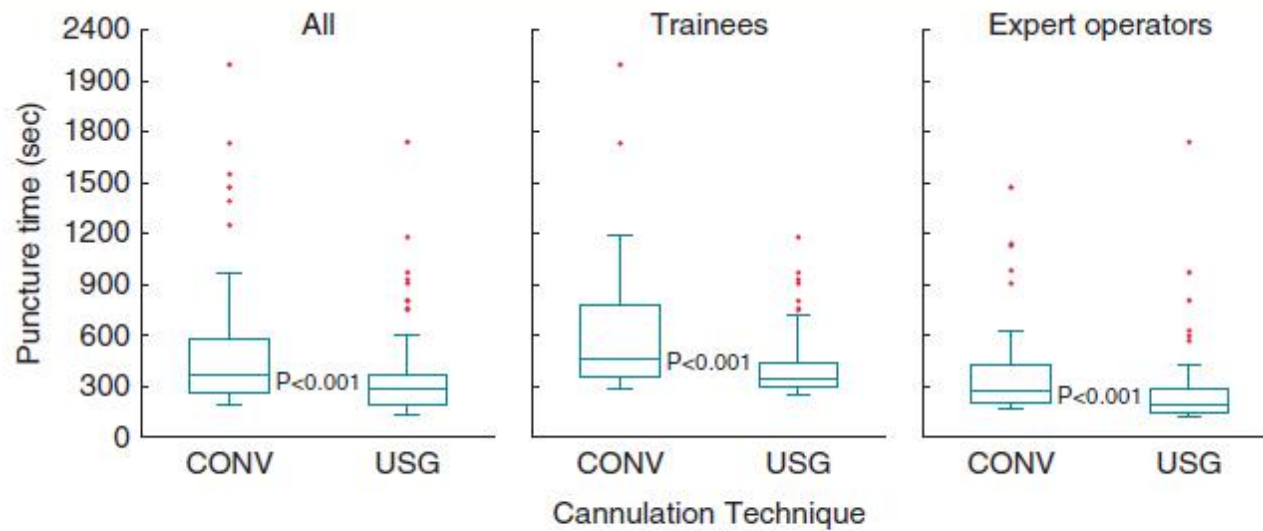 All Trainees Expert operators
Puncture time (sec)
2400
1900
1800
1500
1200
900
600
300
0
P<0.001
P<0.001
P<0.001
CONV USG CONV USG CONV USG
Cannulation Technique